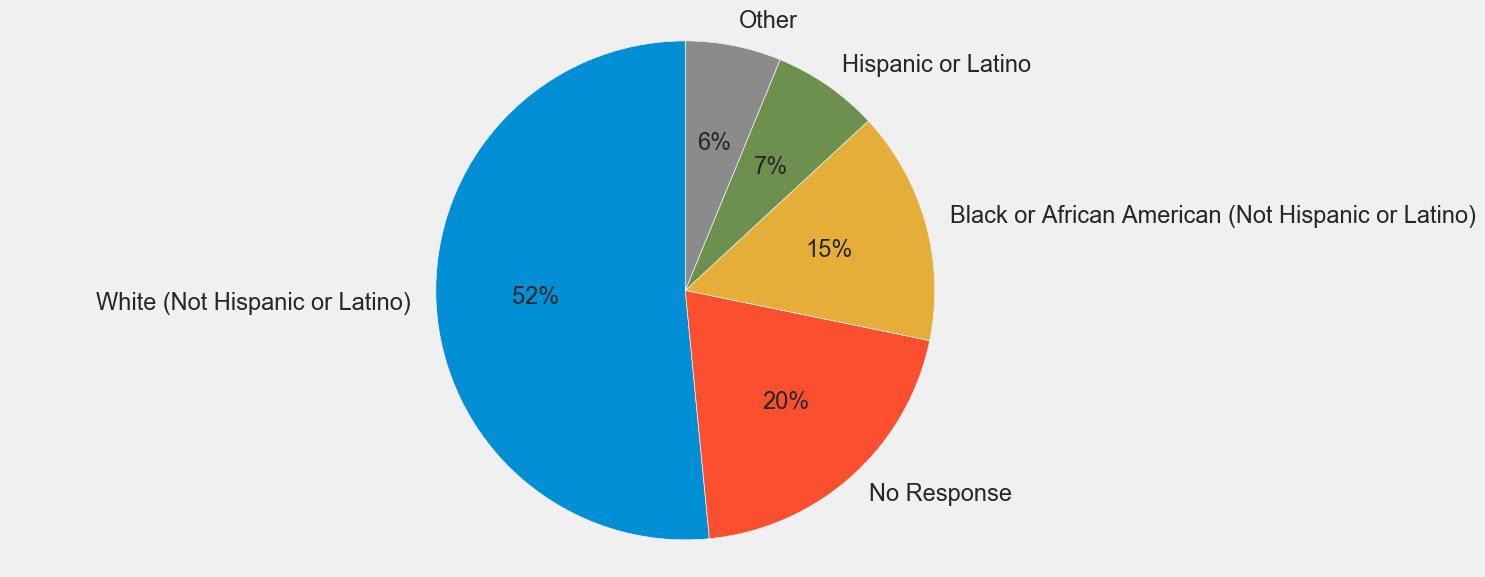 Other
Hispanic or Latino
6%
7%
Black or African American (Not Hispanic or Latino)
15%
White (Not Hispanic or Latino)
52%
20%
No Response